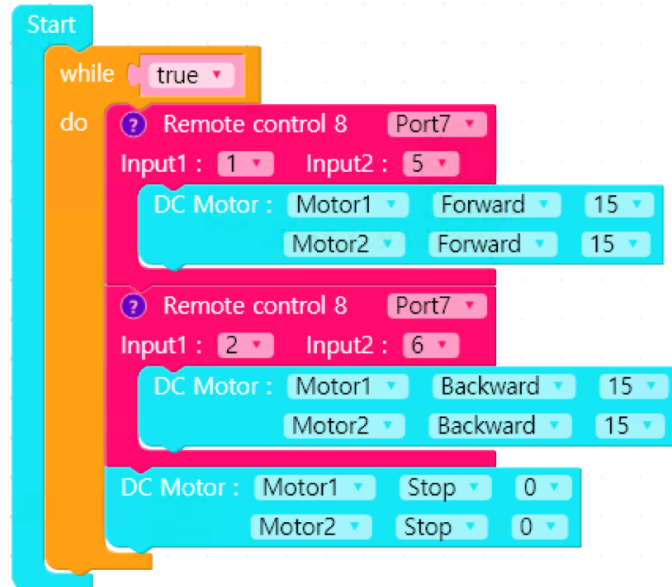 Start
while true
do ? Remote control 8 Port7
Input1 : 1 Input2 : 5
DC Motor : Motor1 Forward 15
Motor2 Forward 15
? Remote control 8 Port7
Input1 : 2 Input2 : 6
DC Motor : Motor1 Backward 15
Motor2 Backward 15
DC Motor : Motor1 Stop 0
Motor2 Stop 0